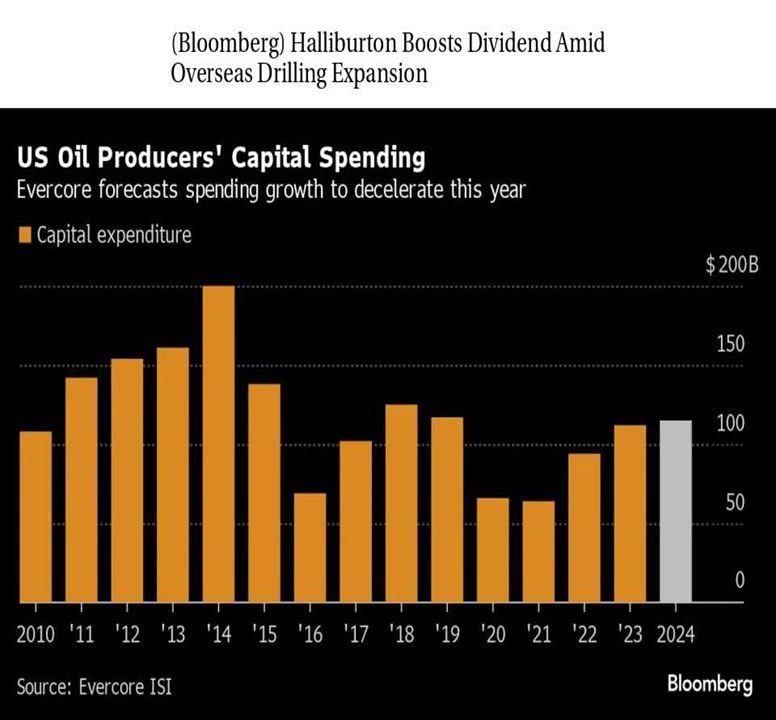 (Bloomberg) Halliburton Boosts Dividend Amid
Overseas Drilling Expansion
US Oil Producers' Capital Spending
Evercore forecasts spending growth to decelerate this year
Capital expenditure
$200B
150
100
50
0
2010 '11 '12 '13 '14 '15 '16 '17 '18 '19 '20 '21 '22 '23 2024
Source: Evercore ISI
Bloomberg